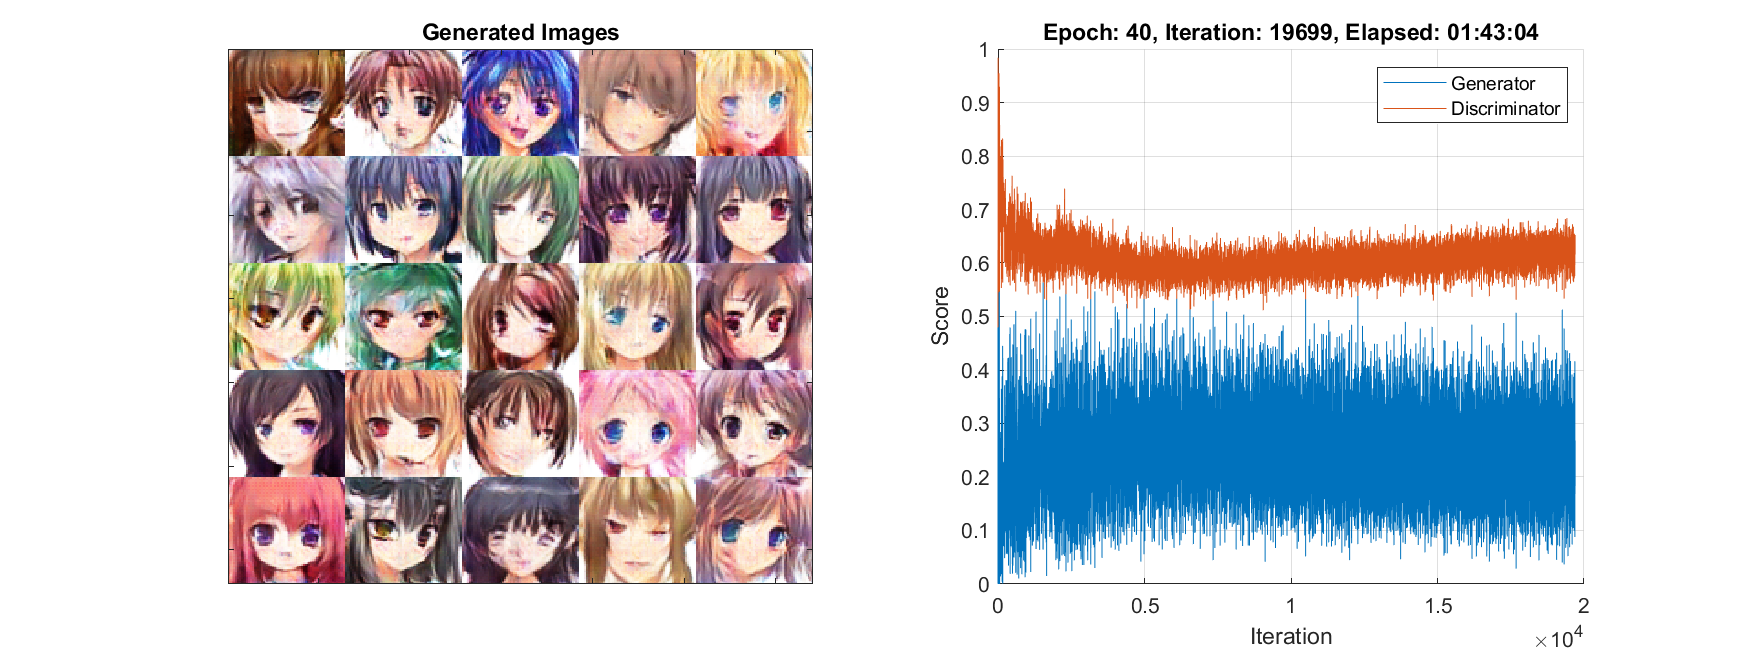 Generated Images
Epoch: 40, Iteration: 19699, Elapsed: 01:43:04
Generator
Discriminator
1
0.9
0.8
0.7
0.6
0.5
0.4
0.3
0.2
0.1
0
Score
0
0.5
1
1.5
2
Iteration
×10^4